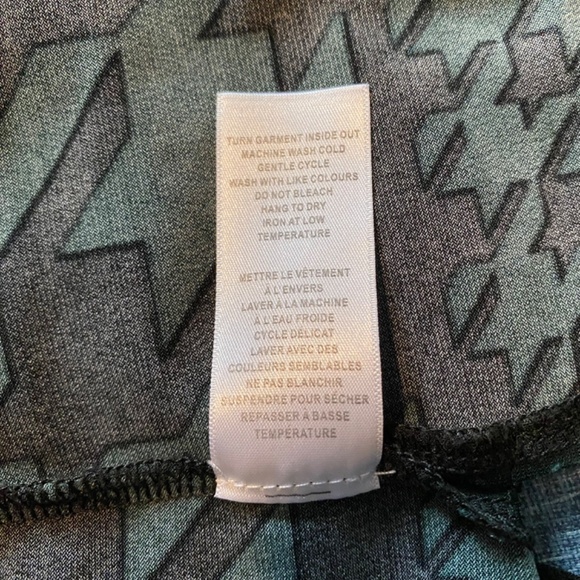 TURN GARMENT INSIDE OUT
MACHINE WASH COLD
GENTLE CYCLE
WASH WITH LIKE COLOURS
DO NOT BLEACH
HANG TO DRY
IRON AT LOW
TEMPERATURE
METTRE LE VÊTEMENT
À L'ENVERS
LAVER À LA MACHINE
À L'EAU FROIDE
CYCLE DÉLICAT
LAVER AVEC DES
COULEURS SEMBLABLES
NE PAS BLANCHIR
SUSPENDRE POUR SÉCHER
REPASSER À BASSE
TEMPÉRATURE